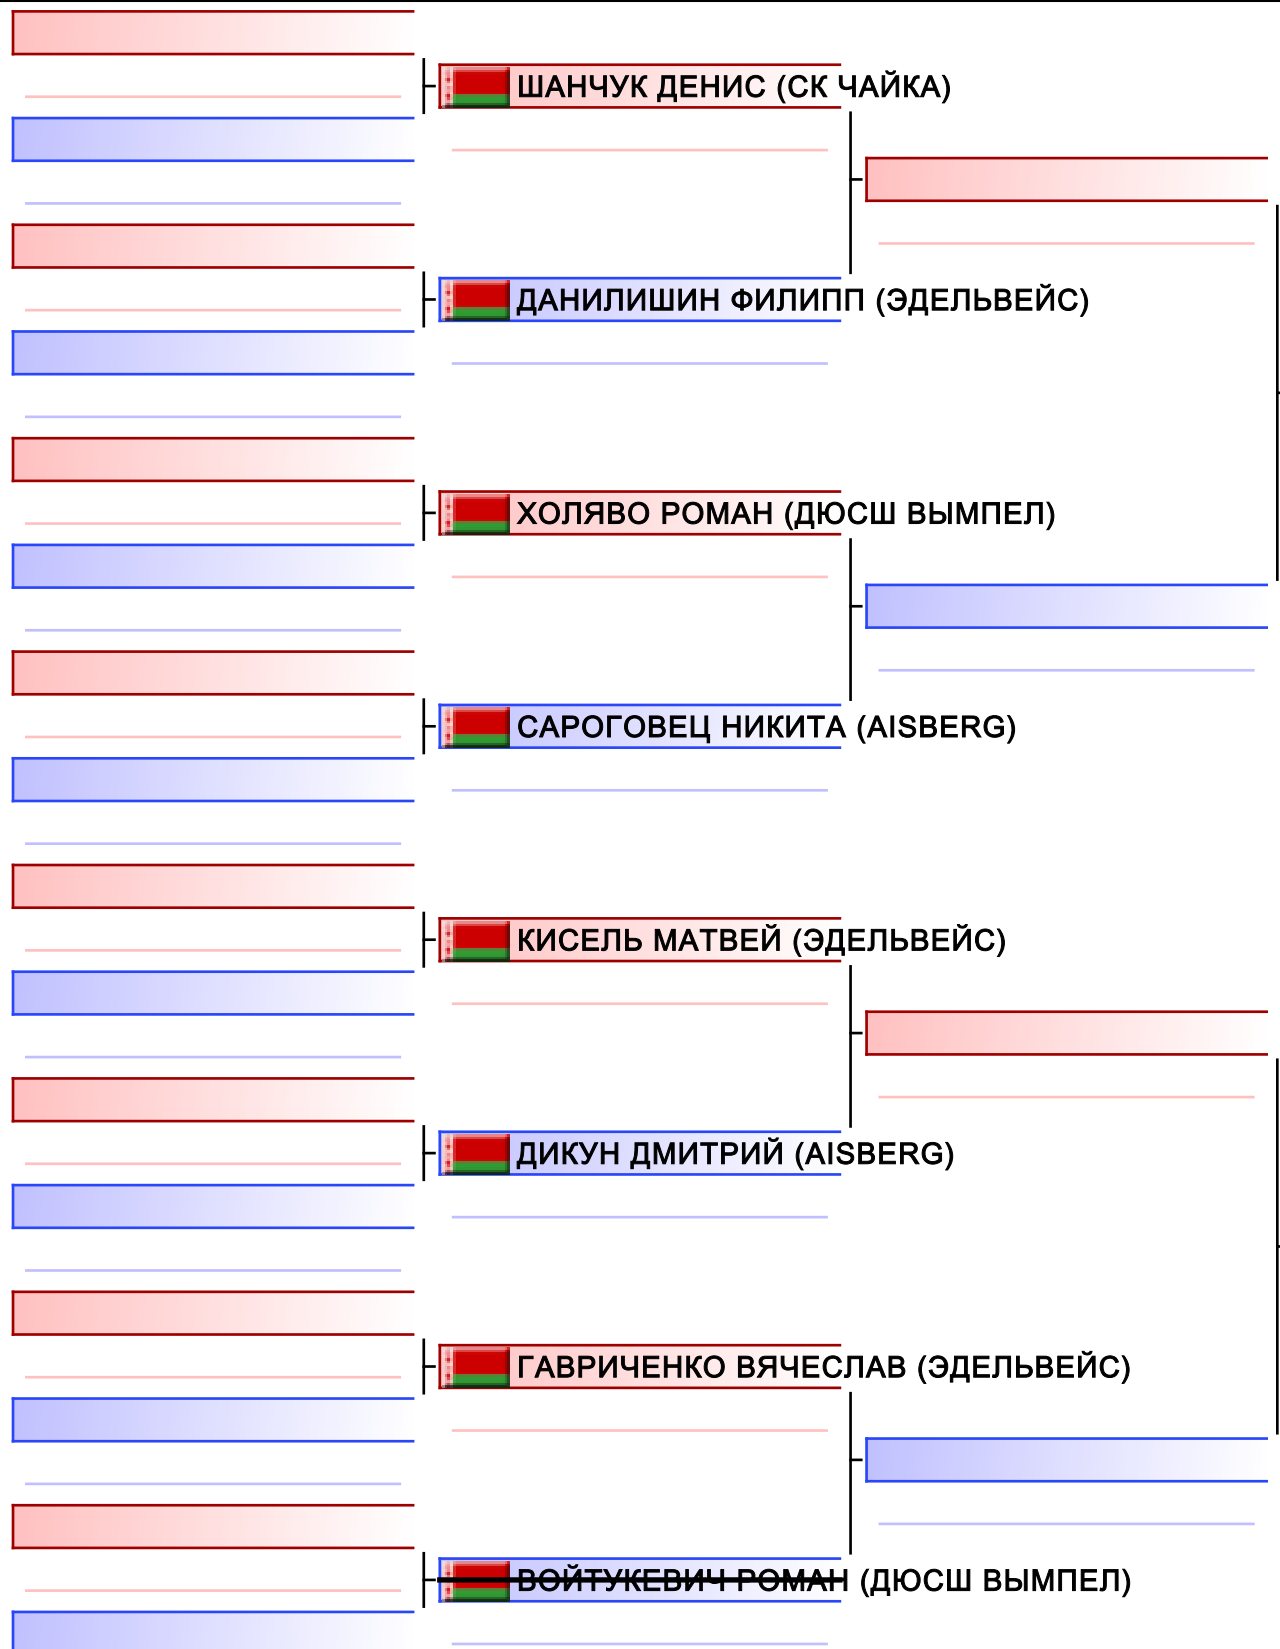 ШАНЧУК ДЕНИС (СК ЧАЙКА)
ДАНИЛИШИН ФИЛИПП (ЭДЕЛЬВЕЙС)
ХОЛЯВО РОМАН (ДЮСШ ВЫМПЕЛ)
САРОГОВЕЦ НИКИТА (AISBERG)
КИСЕЛЬ МАТВЕЙ (ЭДЕЛЬВЕЙС)
ДИКУН ДМИТРИЙ (AISBERG)
ГАВРИЧЕНКО ВЯЧЕСЛАВ (ЭДЕЛЬВЕЙС)
ВОЙТУКЕВИЧ РОМАН (ДЮСШ ВЫМПЕЛ)